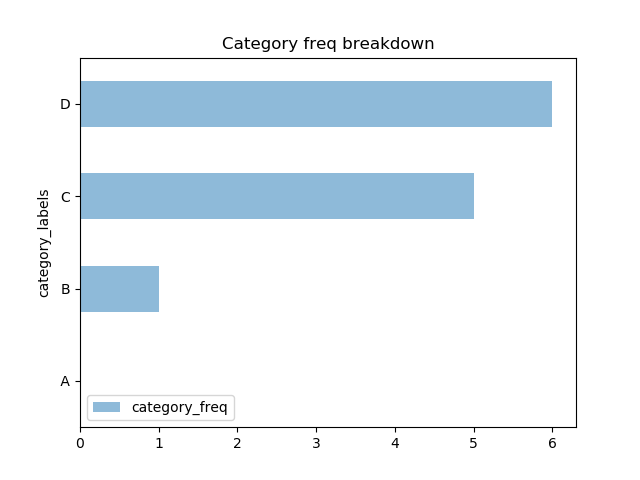 Category freq breakdown
D
C
B
A
category_labels
category_freq
0 1 2 3 4 5 6